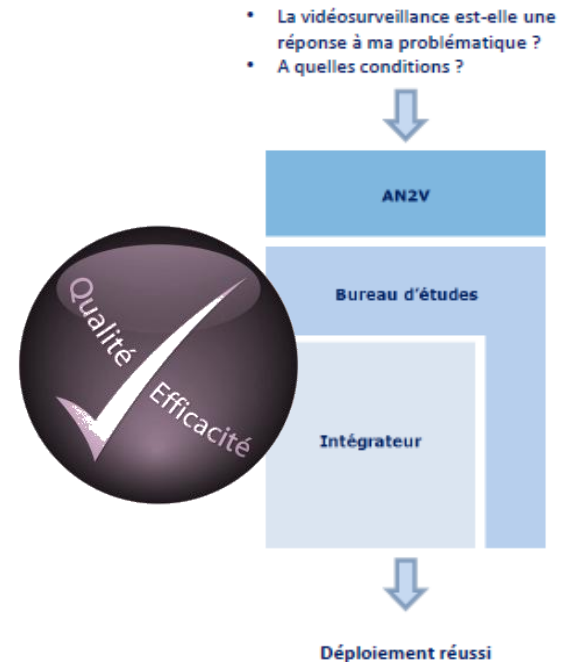 • La vidéosurveillance est-elle une
réponse à ma problématique ?
• A quelles conditions ?
AN2V
Bureau d'études
Qualité
Efficacité
Intégrateur
Déploiement réussi